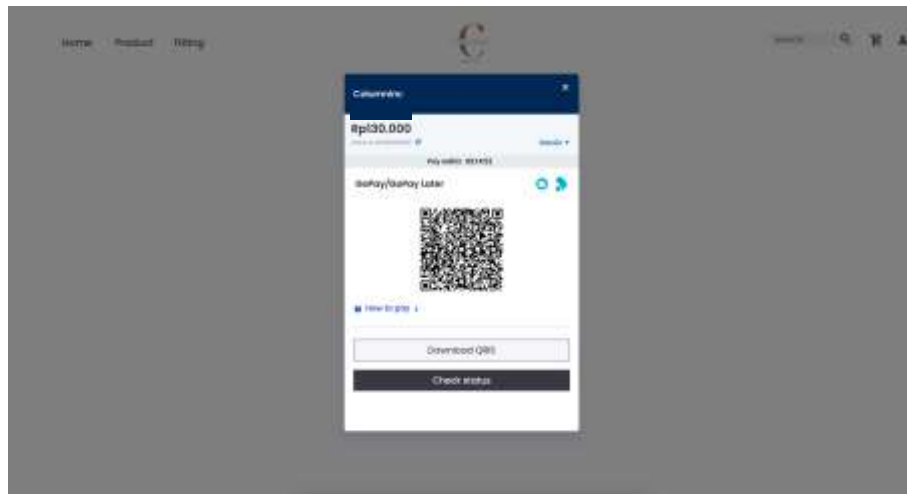 Home Product Fitting
Search
C
Rp130.000
Details
GoPay/GoPay Later
How to pay
Download QRIS
Check status